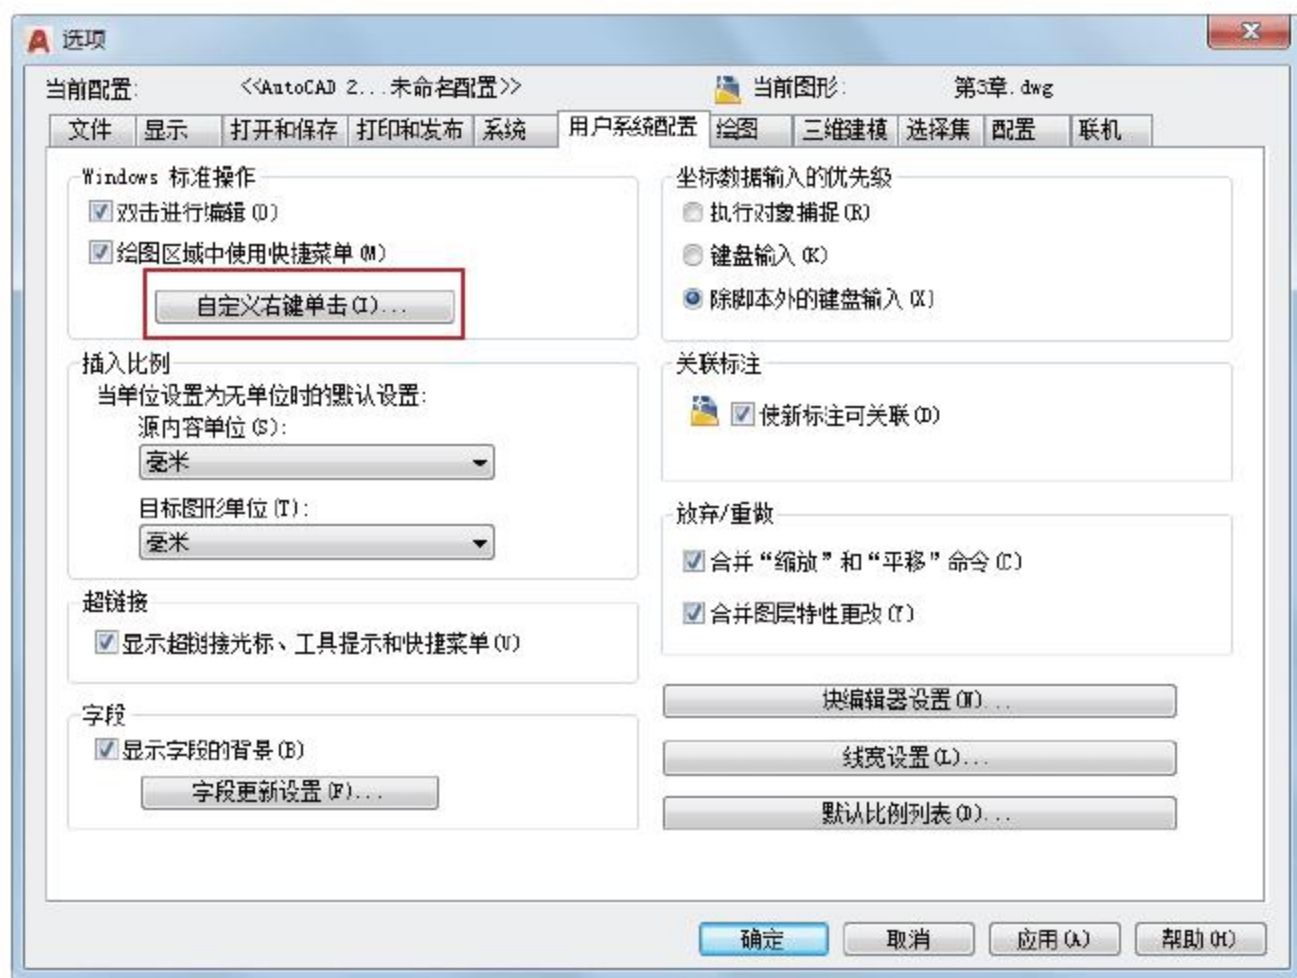 选项
当前配置: <<AutoCAD 2...未命名配置>> 当前图形: 第3章.dwg
文件 显示 打开和保存 打印和发布 系统 用户系统配置 绘图 三维建模 选择集 配置 联机
Windows 标准操作
双击进行编辑(O)
绘图区域中使用快捷菜单(M)
自定义右键单击(I)...
插入比例
当单位设置为无单位时的默认设置:
源内容单位(S):
毫米
目标图形单位(T):
毫米
超链接
显示超链接光标、工具提示和快捷菜单(U)
字段
显示字段的背景(B)
字段更新设置(F)...
坐标数据输入的优先级
执行对象捕捉(R)
键盘输入(K)
除脚本外的键盘输入(X)
关联标注
使新标注可关联(D)
放弃/重做
合并“缩放”和“平移”命令(C)
合并图层特性更改(Y)
块编辑器设置(N)...
线宽设置(L)...
默认比例列表(D)...
确定 取消 应用(A) 帮助(H)